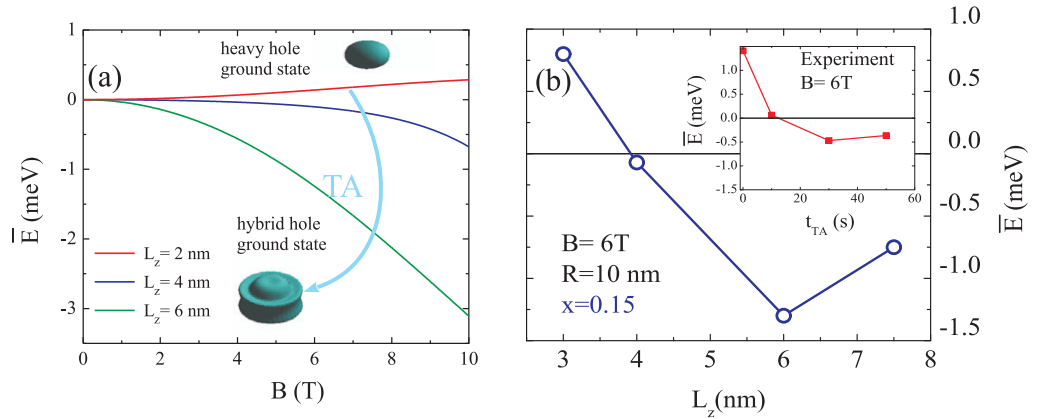 1
0
-1
-2
-3
E (meV)
(a)
heavy hole
ground state
TA
hybrid hole
ground state
L_z= 2 nm
L_z= 4 nm
L_z= 6 nm
0 2 4 6 8 10
B (T)
(b)
B= 6T
R=10 nm
x=0.15
3 4 5 6 7 8
L_z(nm)
1.0
0.5
0.0
-0.5
-1.0
-1.5
E (meV)
Experiment
B= 6T
1.0
0.5
0.0
-0.5
-1.0
-1.5
E (meV)
0 20 40 60
t_TA (s)